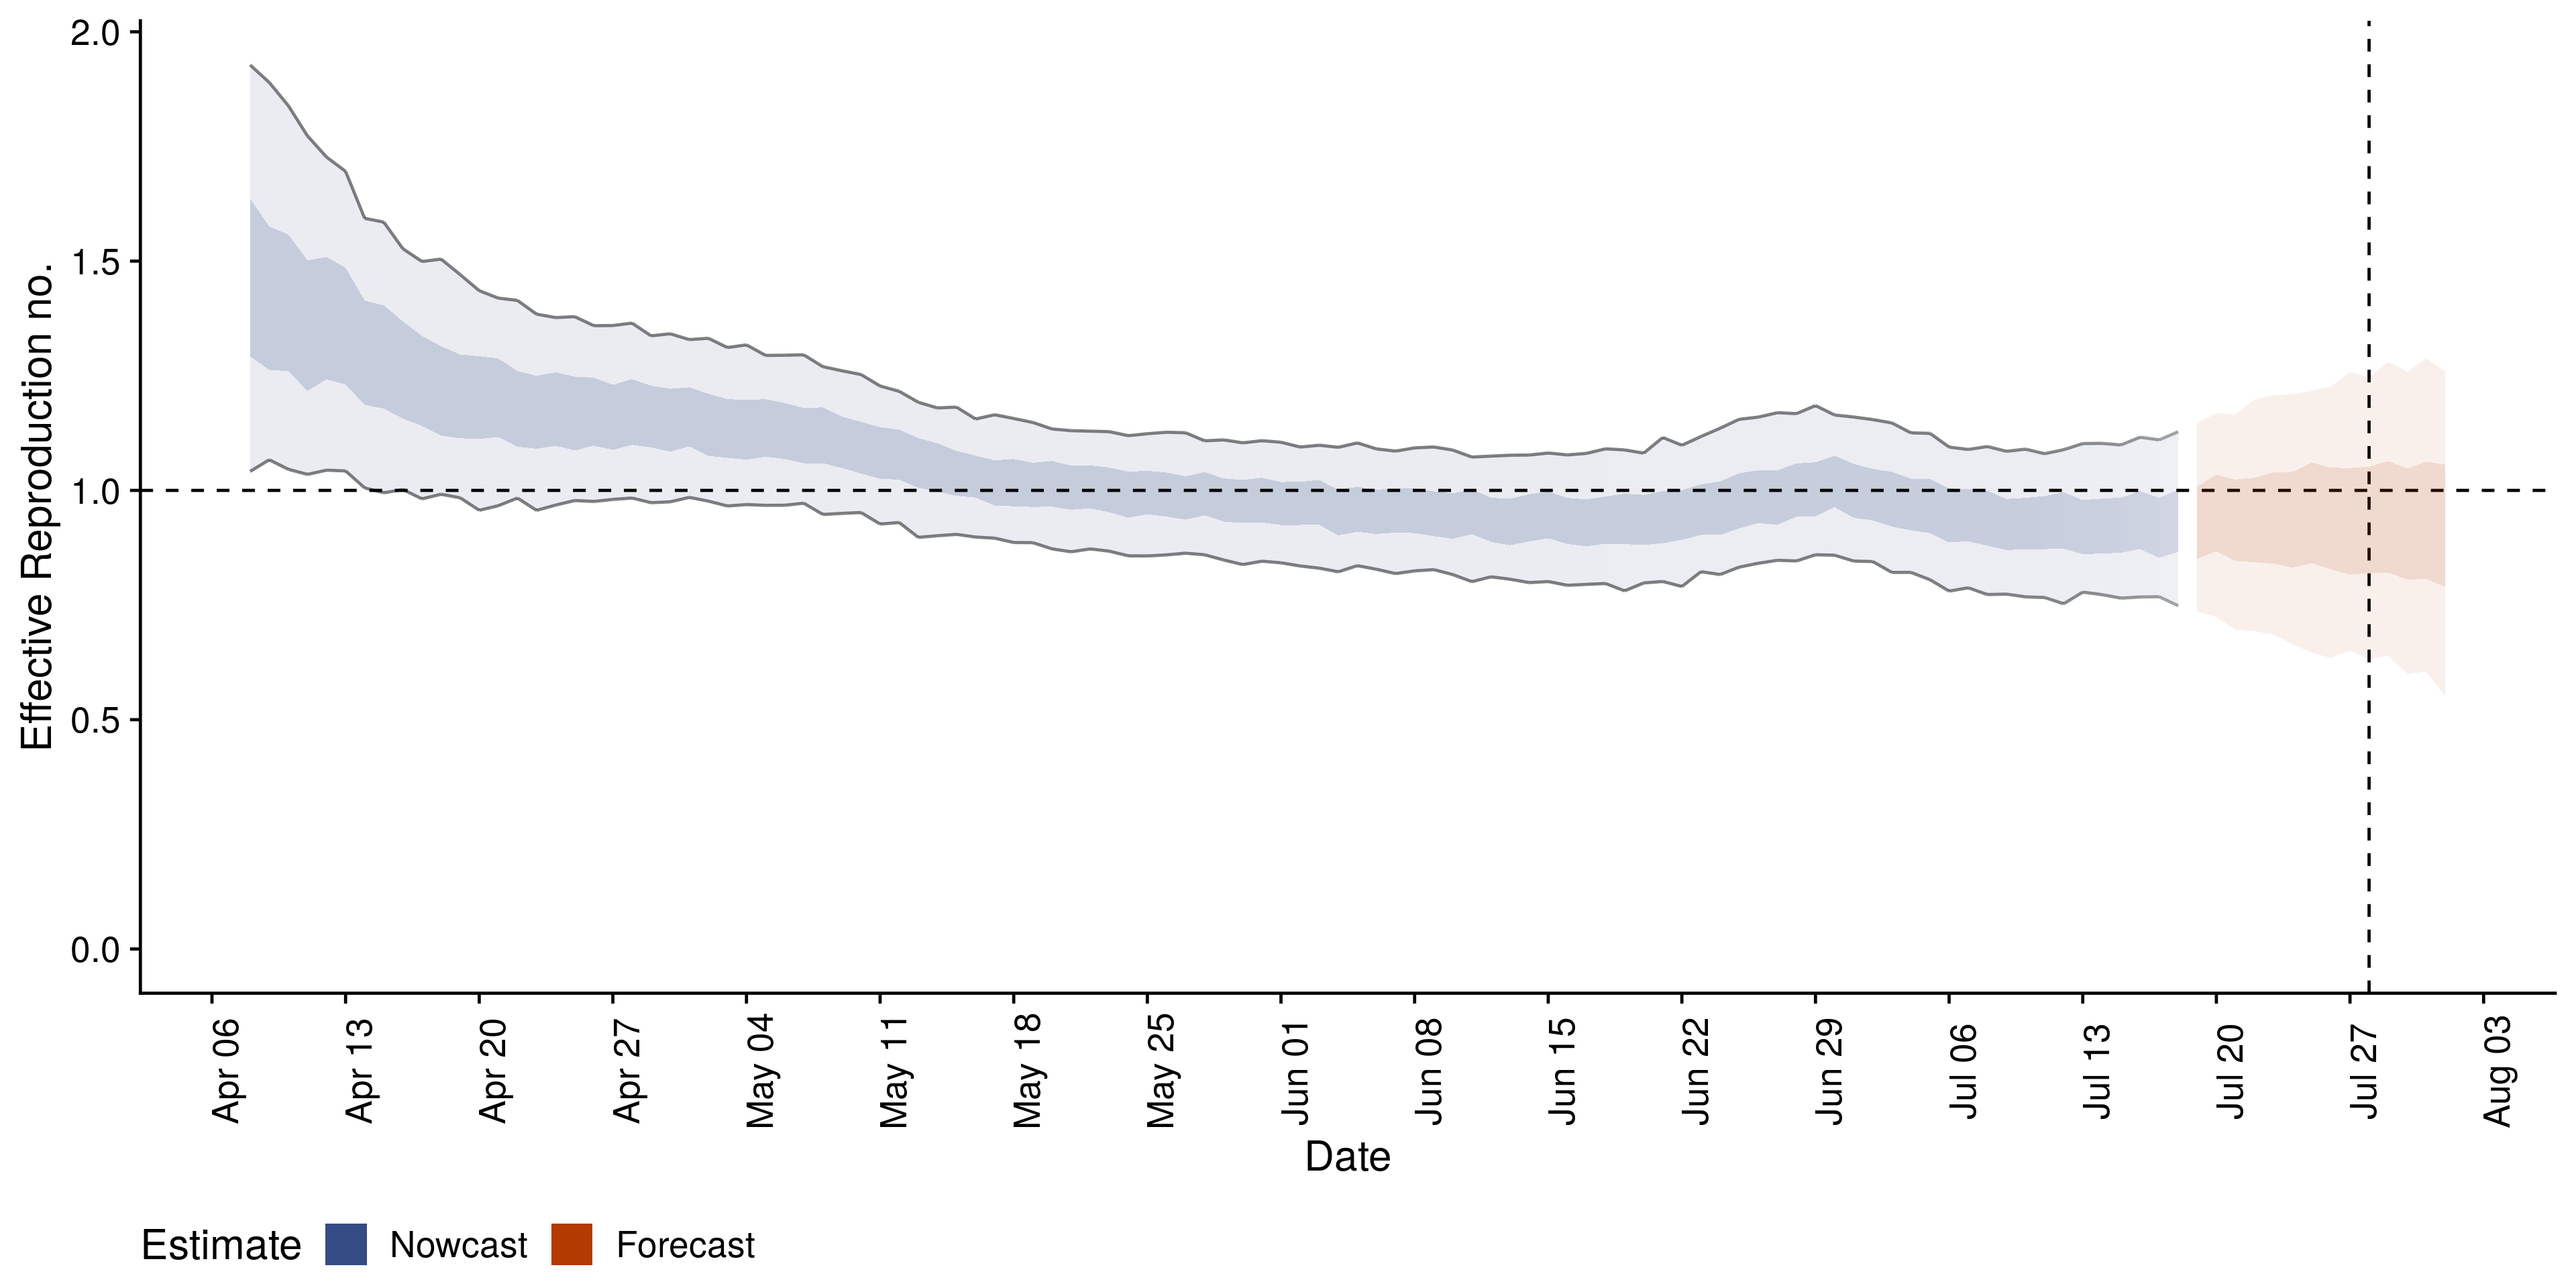 Effective Reproduction no.
2.0
1.5
1.0
0.5
0.0
Apr 06
Apr 13
Apr 20
Apr 27
May 04
May 11
May 18
May 25
Jun 01
Jun 08
Jun 15
Jun 22
Jun 29
Jul 06
Jul 13
Jul 20
Jul 27
Aug 03
Date
Estimate Nowcast Forecast